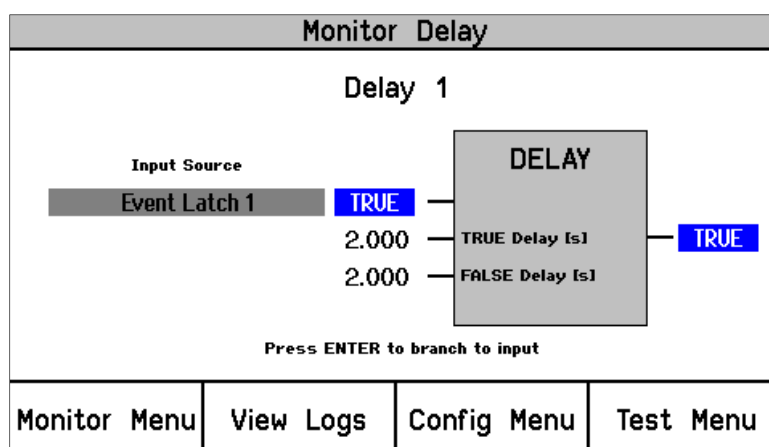 Monitor Delay
Delay 1
DELAY
Input Source
Event Latch 1 TRUE
2.000 TRUE Delay [s] TRUE
2.000 FALSE Delay [s]
Press ENTER to branch to input
Monitor Menu View Logs Config Menu Test Menu